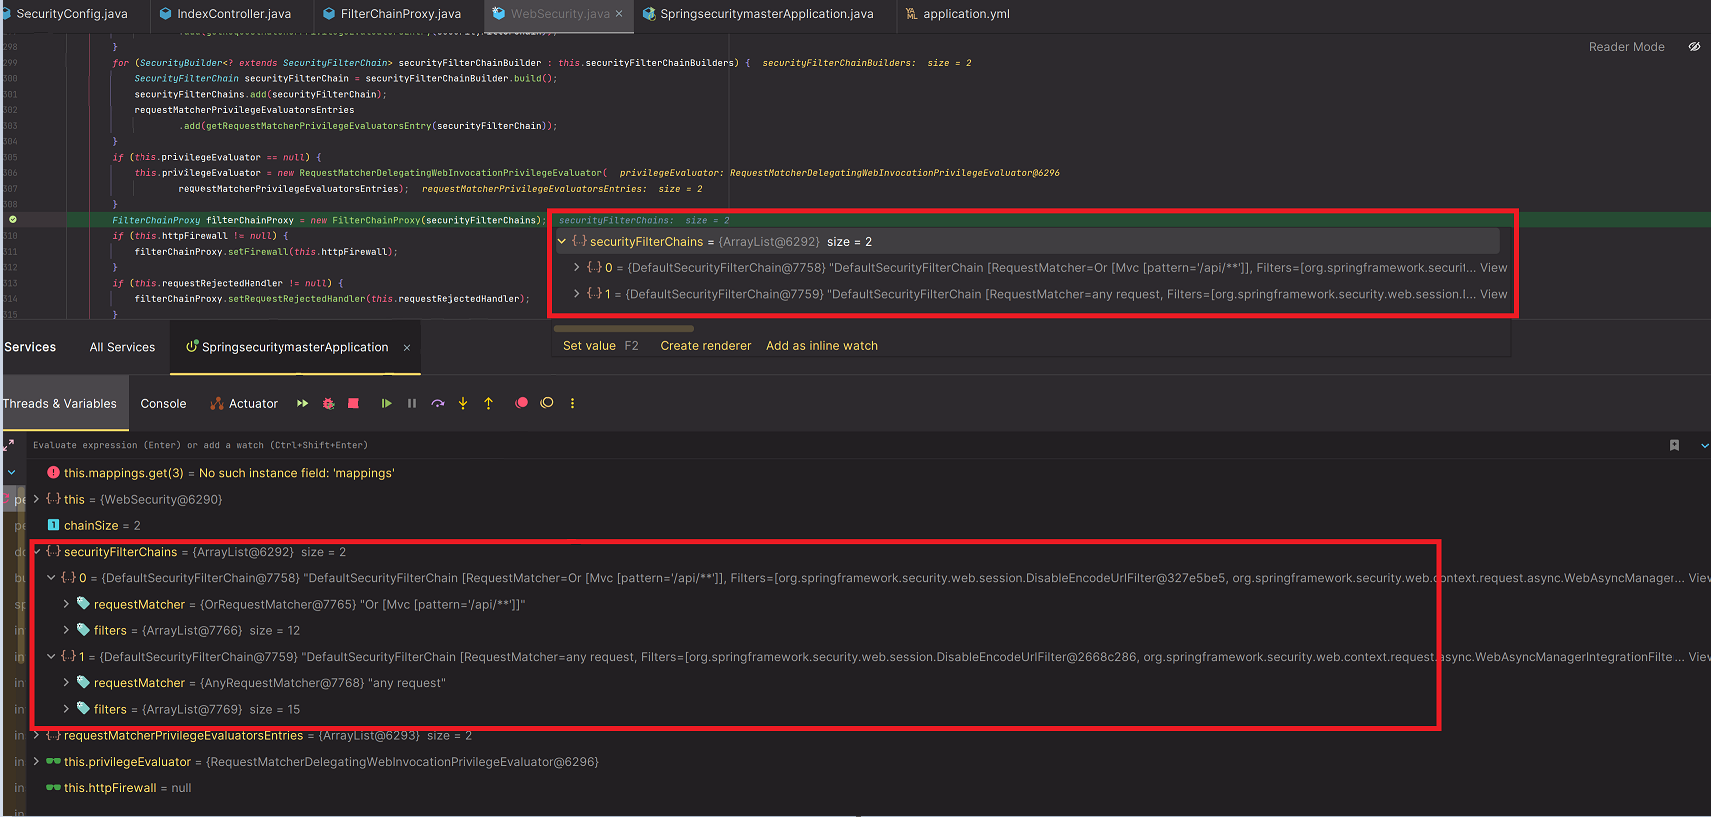 SecurityConfig.java IndexController.java FilterChainProxy.java WebSecurity.java × SpringsecuritymasterApplication.java application.yml
Reader Mode
298 }
299 for (SecurityBuilder<? extends SecurityFilterChain> securityFilterChainBuilder : this.securityFilterChainBuilders) { securityFilterChainBuilders: size = 2
300 SecurityFilterChain securityFilterChain = securityFilterChainBuilder.build();
301 securityFilterChains.add(securityFilterChain);
302 requestMatcherPrivilegeEvaluatorsEntries
303 .add(getRequestMatcherPrivilegeEvaluatorsEntry(securityFilterChain));
304 }
305 if (this.privilegeEvaluator == null) {
306 this.privilegeEvaluator = new RequestMatcherDelegatingWebInvocationPrivilegeEvaluator( privilegeEvaluator: RequestMatcherDelegatingWebInvocationPrivilegeEvaluator@6296
307 requestMatcherPrivilegeEvaluatorsEntries); requestMatcherPrivilegeEvaluatorsEntries: size = 2
308 }
FilterChainProxy filterChainProxy = new FilterChainProxy(securityFilterChains); securityFilterChains: size = 2
310 if (this.httpFirewall != null) {
311 filterChainProxy.setFirewall(this.httpFirewall);
312 }
313 if (this.requestRejectedHandler != null) {
314 filterChainProxy.setRequestRejectedHandler(this.requestRejectedHandler);
315 }
securityFilterChains = {ArrayList@6292} size = 2
0 = {DefaultSecurityFilterChain@7758} "DefaultSecurityFilterChain [RequestMatcher=Or [Mvc [pattern='/api/**']], Filters=[org.springframework.securit... View
1 = {DefaultSecurityFilterChain@7759} "DefaultSecurityFilterChain [RequestMatcher=any request, Filters=[org.springframework.security.web.session.I... View
Set value F2 Create renderer Add as inline watch
Services All Services SpringsecuritymasterApplication ×
Threads & Variables Console Actuator
Evaluate expression (Enter) or add a watch (Ctrl+Shift+Enter)
this.mappings.get(3) = No such instance field: 'mappings'
this = {WebSecurity@6290}
chainSize = 2
securityFilterChains = {ArrayList@6292} size = 2
0 = {DefaultSecurityFilterChain@7758} "DefaultSecurityFilterChain [RequestMatcher=Or [Mvc [pattern='/api/**']], Filters=[org.springframework.security.web.session.DisableEncodeUrlFilter@327e5be5, org.springframework.security.web.context.request.async.WebAsyncManager... View
requestMatcher = {OrRequestMatcher@7765} "Or [Mvc [pattern='/api/**']]"
filters = {ArrayList@7766} size = 12
1 = {DefaultSecurityFilterChain@7759} "DefaultSecurityFilterChain [RequestMatcher=any request, Filters=[org.springframework.security.web.session.DisableEncodeUrlFilter@2668c286, org.springframework.security.web.context.request.async.WebAsyncManagerIntegrationFilte... View
requestMatcher = {AnyRequestMatcher@7768} "any request"
filters = {ArrayList@7769} size = 15
requestMatcherPrivilegeEvaluatorsEntries = {ArrayList@6293} size = 2
this.privilegeEvaluator = {RequestMatcherDelegatingWebInvocationPrivilegeEvaluator@6296}
this.httpFirewall = null